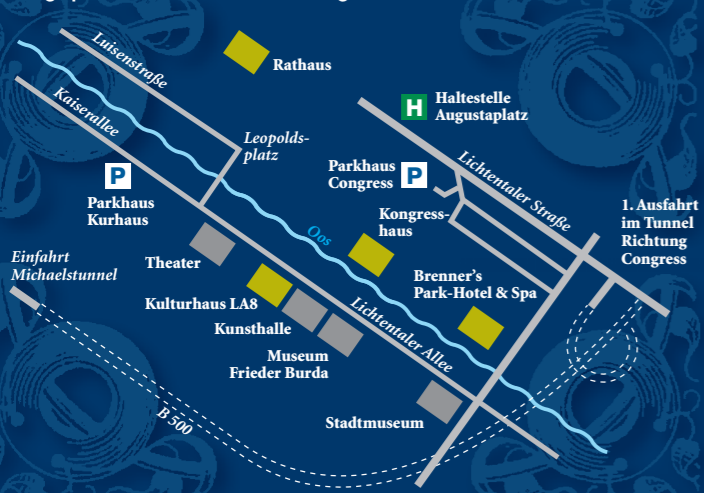 Luisenstraße
Rathaus
Kaiserallee
H
Haltestelle
Augustaplatz
Leopolds-
platz
Lichtentaler Straße
P
Parkhaus
Kurhaus
Parkhaus
Congress
P
Kongress-
haus
1. Ausfahrt
im Tunnel
Richtung
Congress
Oos
Einfahrt
Michaelstunnel
Theater
Brenner's
Park-Hotel & Spa
Kulturhaus LA8
Kunsthalle
Lichtentaler Allee
Museum
Frieder Burda
B 500
Stadtmuseum